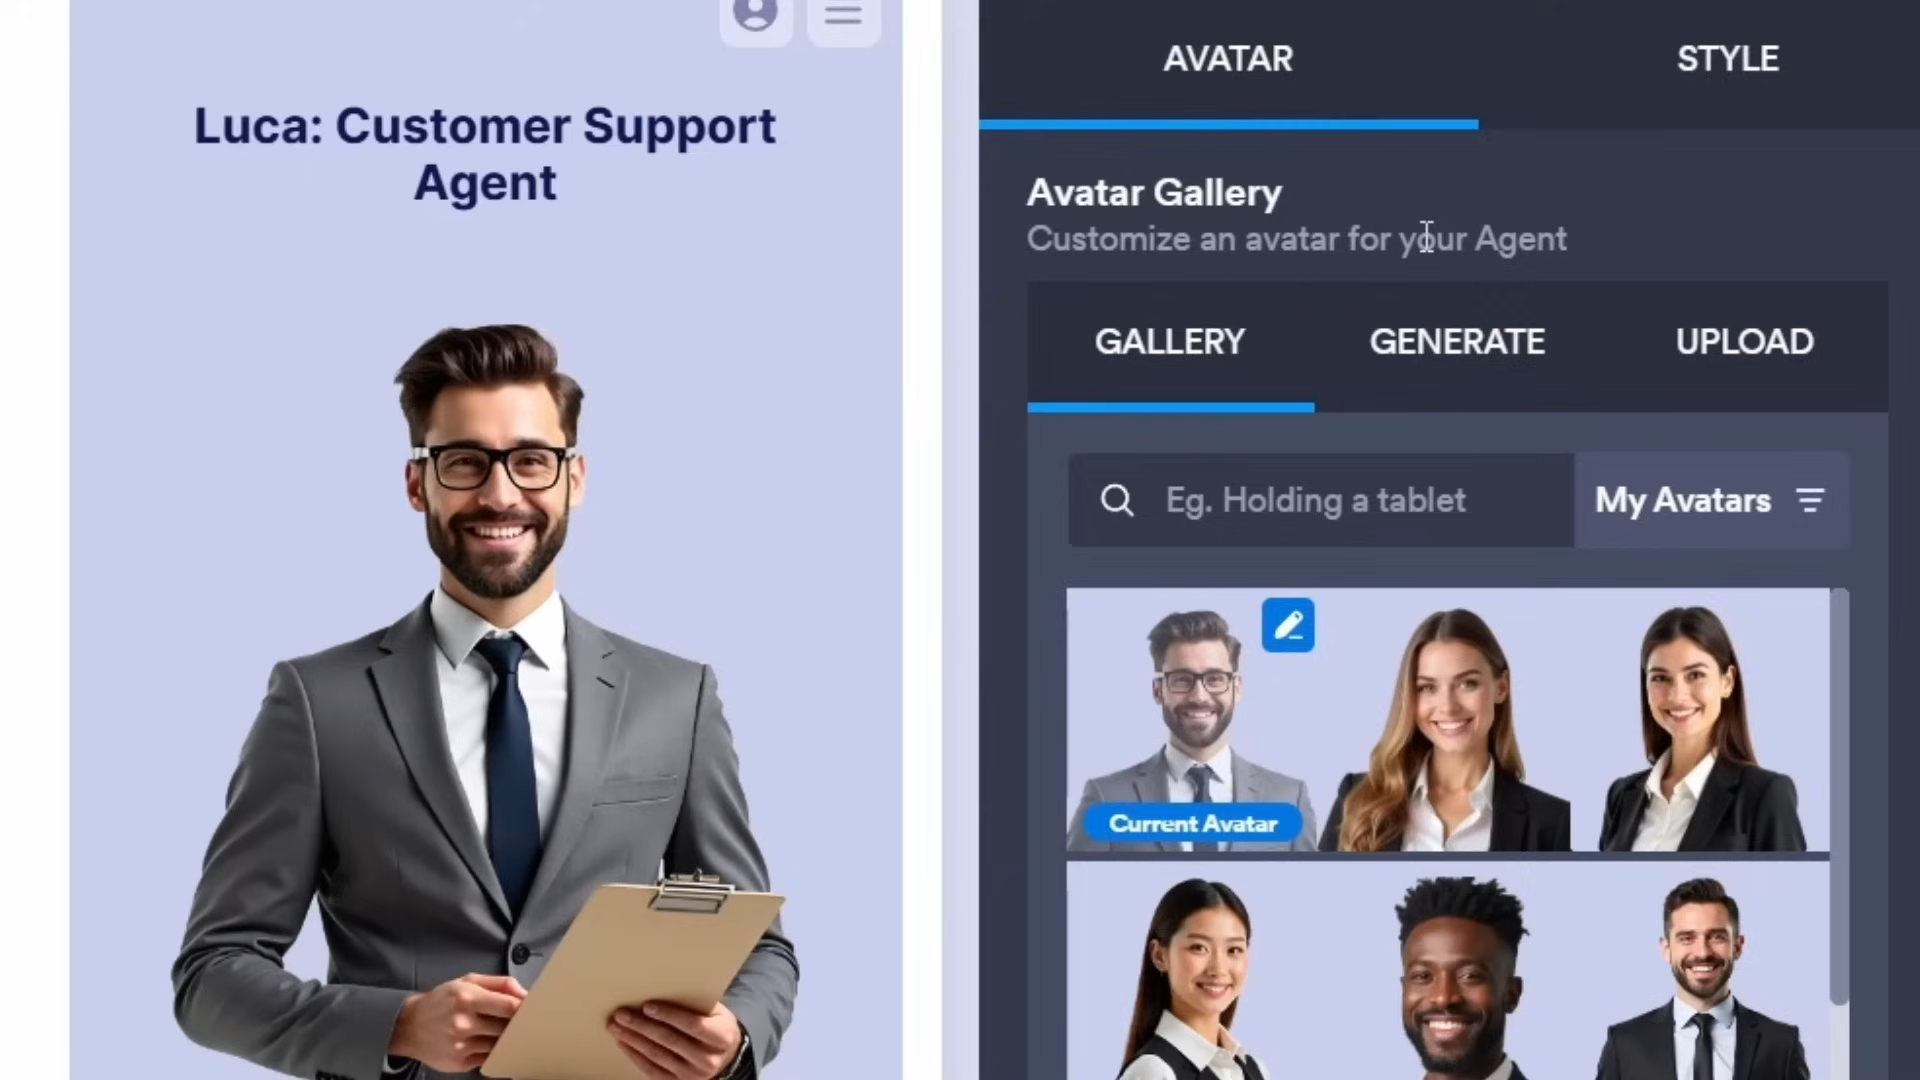 Luca: Customer Support
Agent
AVATAR
STYLE
Avatar Gallery
Customize an avatar for your Agent
GALLERY
GENERATE
UPLOAD
Eg. Holding a tablet
My Avatars
Current Avatar